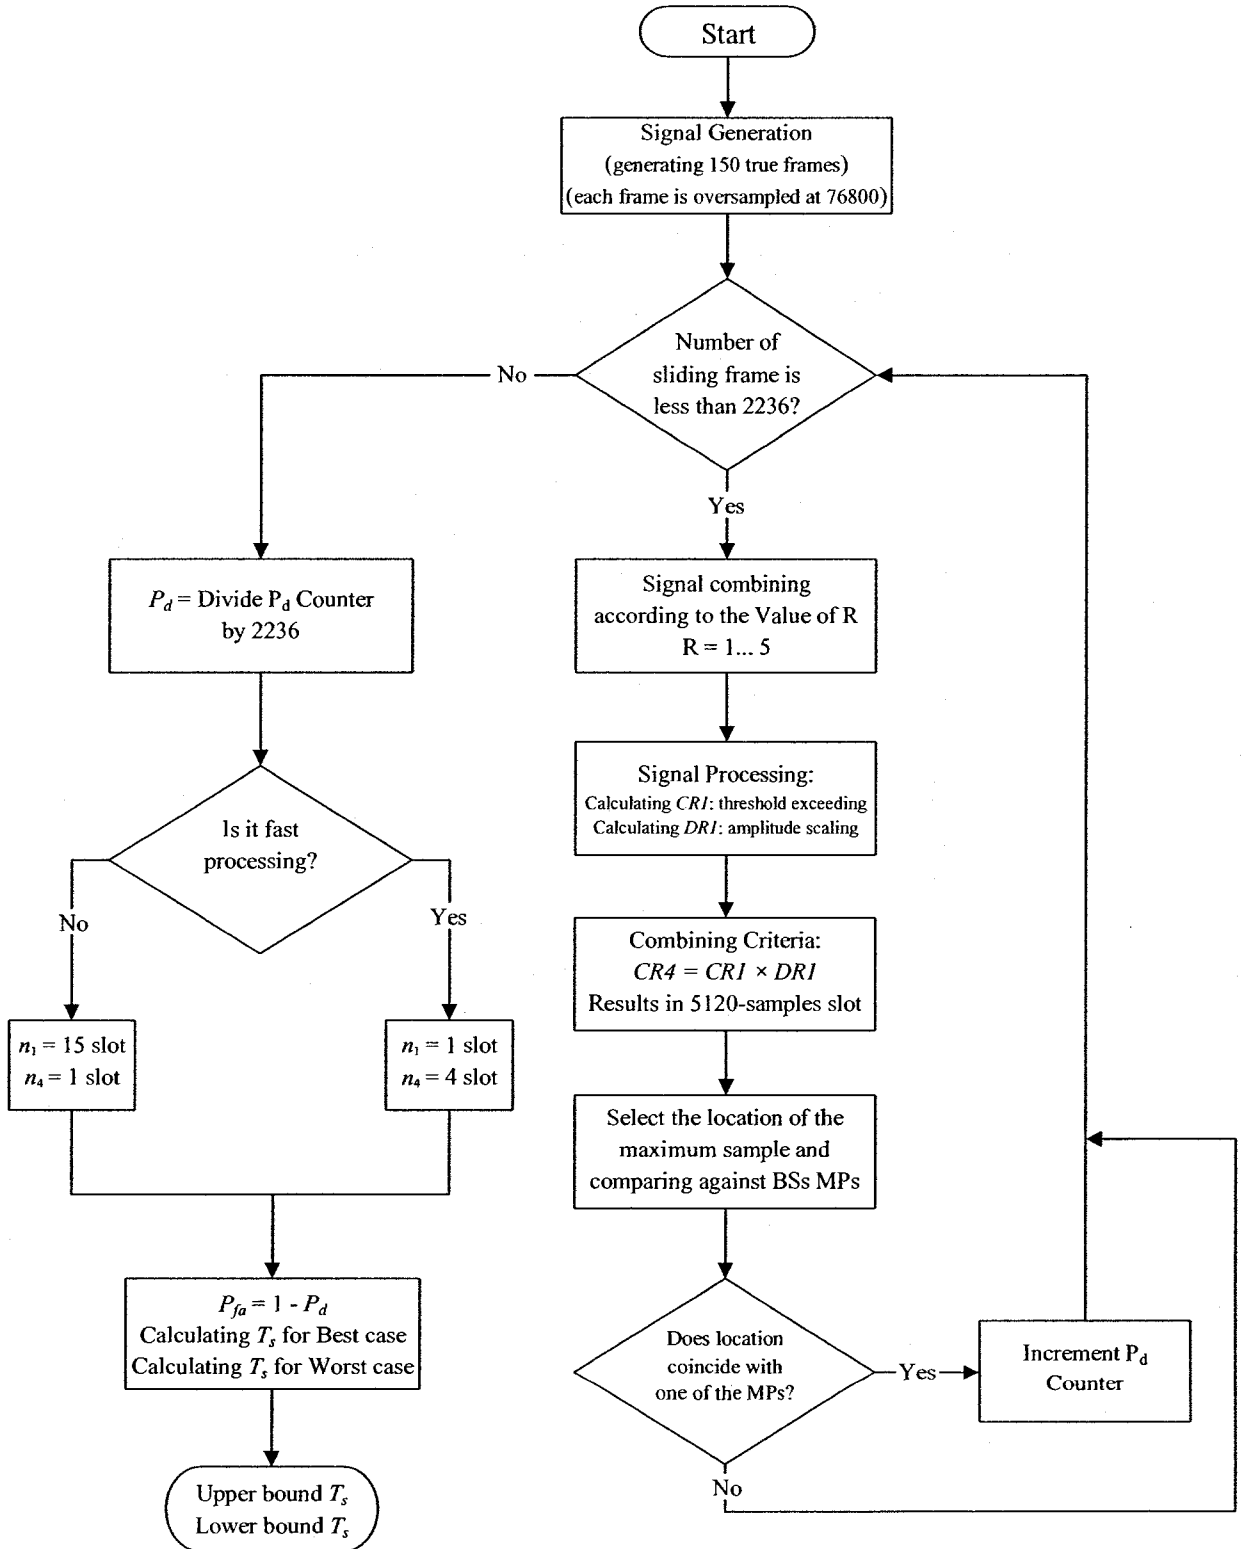 Start
Signal Generation
(generating 150 true frames)
(each frame is oversampled at 76800)
Number of
sliding frame is
less than 2236?
No
Yes
Signal combining
according to the Value of R
R = 1... 5
Signal Processing:
Calculating CR1: threshold exceeding
Calculating DR1: amplitude scaling
Combining Criteria:
CR4 = CR1 × DR1
Results in 5120-samples slot
Select the location of the
maximum sample and
comparing against BSs MPs
Does location
coincide with
one of the MPs?
Yes
Increment Pd
Counter
No
Pd = Divide Pd Counter
by 2236
Is it fast
processing?
No
Yes
n1 = 15 slot
n4 = 1 slot
n1 = 1 slot
n4 = 4 slot
Pfa = 1 - Pd
Calculating Ts for Best case
Calculating Ts for Worst case
Upper bound Ts
Lower bound Ts